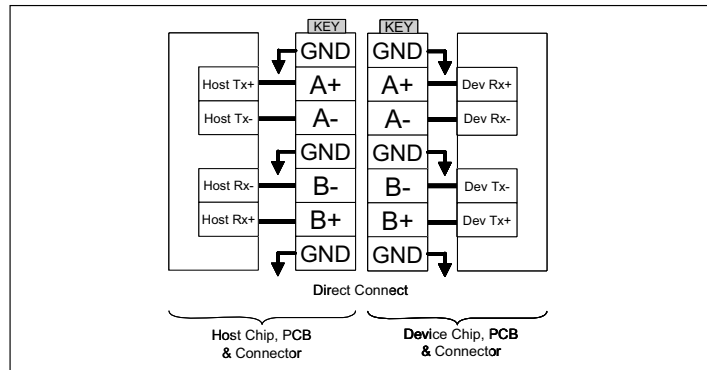 KEY KEY
GND GND
Host Tx+ A+ A+ Dev Rx+
Host Tx- A- A- Dev Rx-
GND GND
Host Rx- B- B- Dev Tx-
Host Rx+ B+ B+ Dev Tx+
GND GND
Direct Connect
Host Chip, PCB
& Connector
Device Chip, PCB
& Connector